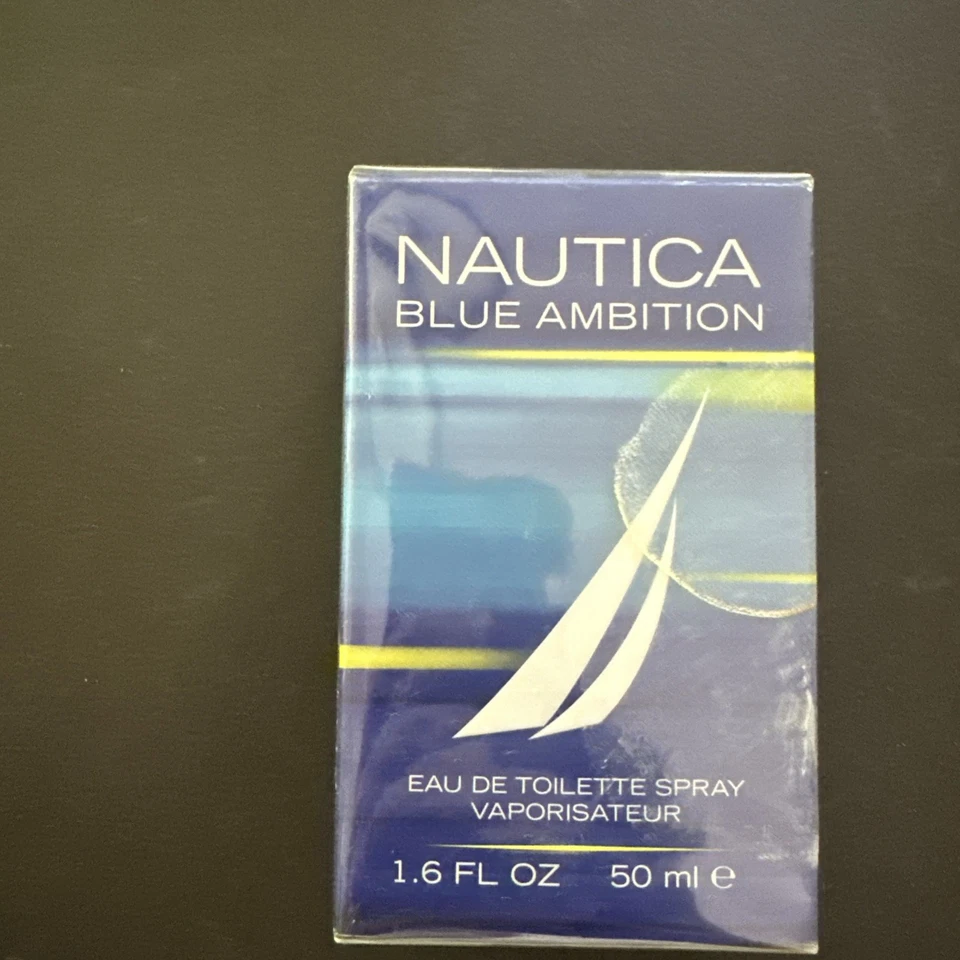 NAUTICA
BLUE AMBITION
EAU DE TOILETTE SPRAY
VAPORISATEUR
1.6 FL OZ 50 ml ℮